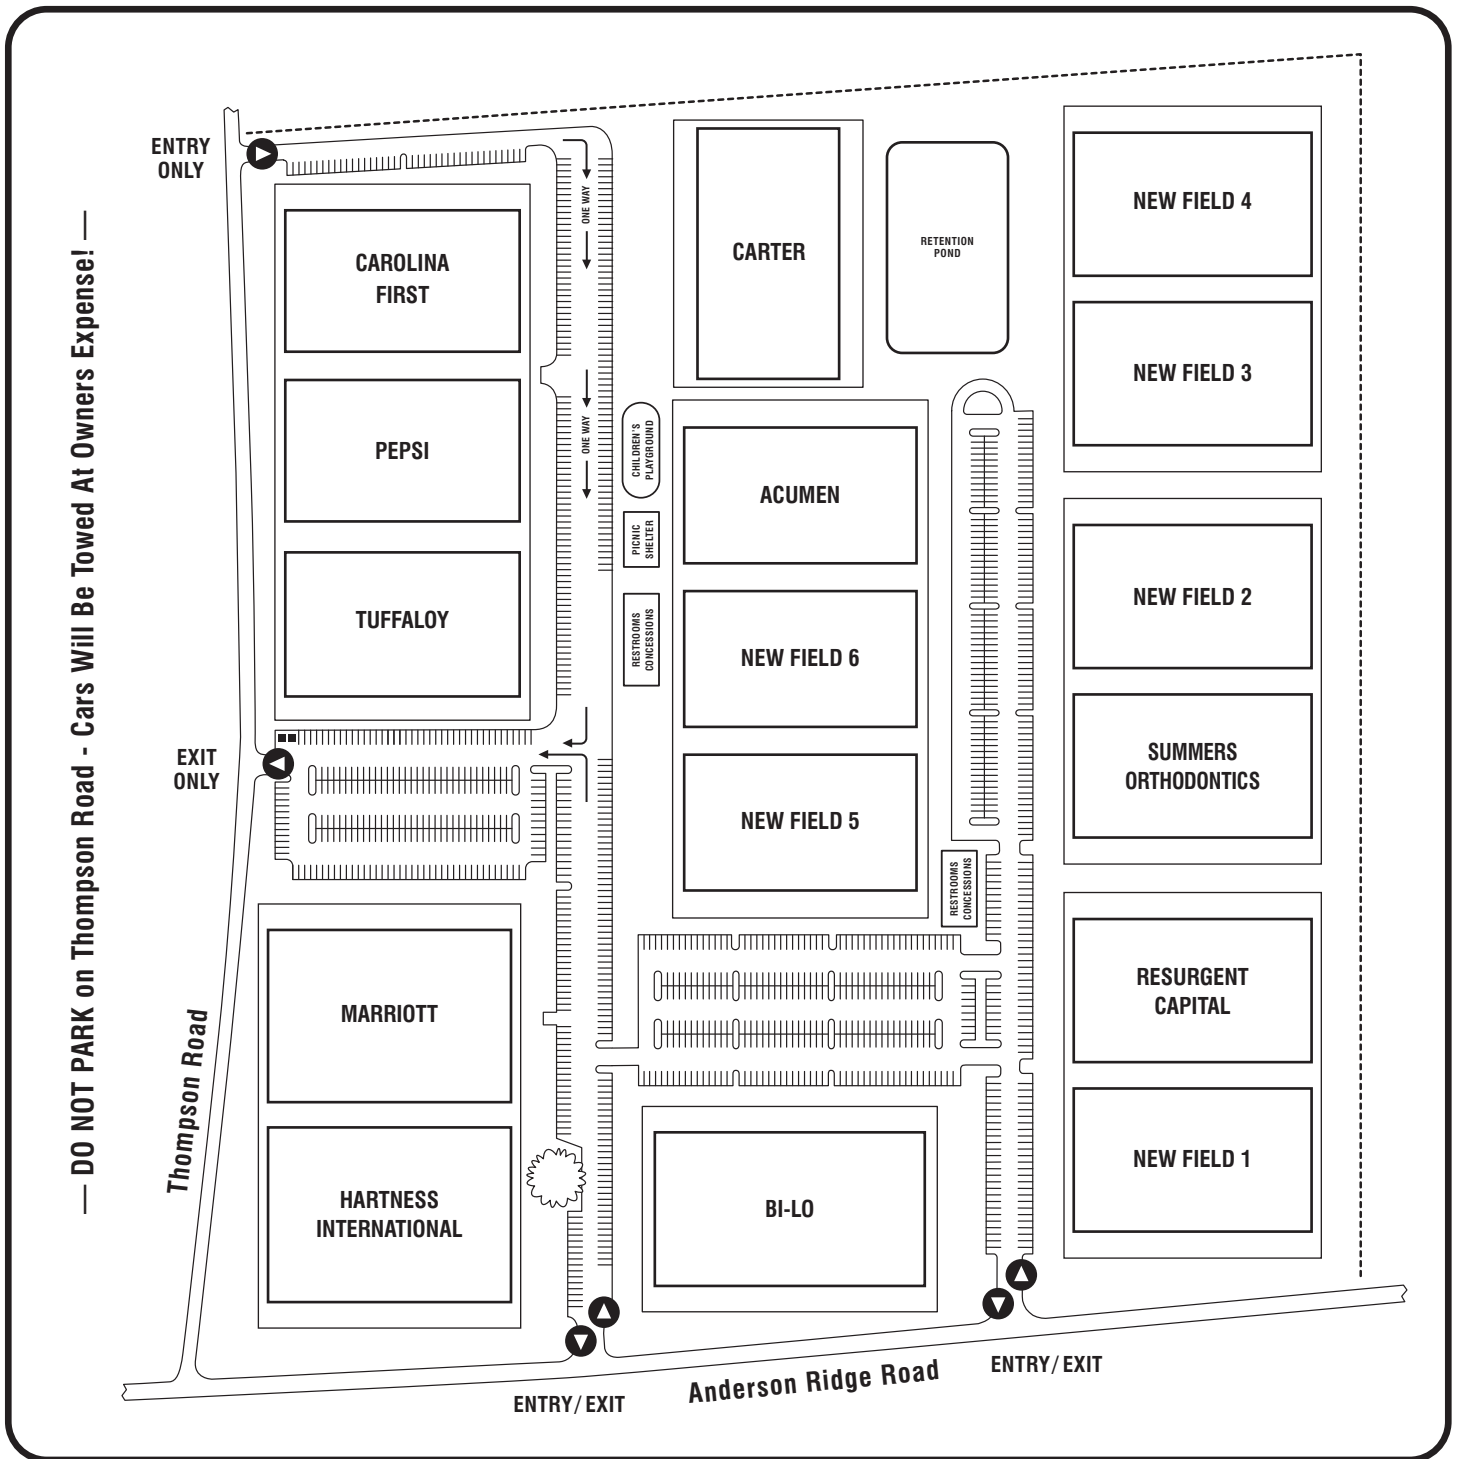 — DO NOT PARK on Thompson Road - Cars Will Be Towed At Owners Expense! —
ENTRY
ONLY
CAROLINA
FIRST
PEPSI
TUFFALOY
EXIT
ONLY
MARRIOTT
HARTNESS
INTERNATIONAL
Thompson Road
ONE WAY
ONE WAY
CHILDREN'S
PLAYGROUND
PICNIC
SHELTER
RESTROOMS
CONCESSIONS
CARTER
RETENTION
POND
ACUMEN
NEW FIELD 6
NEW FIELD 5
RESTROOMS
CONCESSIONS
BI-LO
NEW FIELD 4
NEW FIELD 3
NEW FIELD 2
SUMMERS
ORTHODONTICS
RESURGENT
CAPITAL
NEW FIELD 1
ENTRY/EXIT
Anderson Ridge Road
ENTRY/EXIT